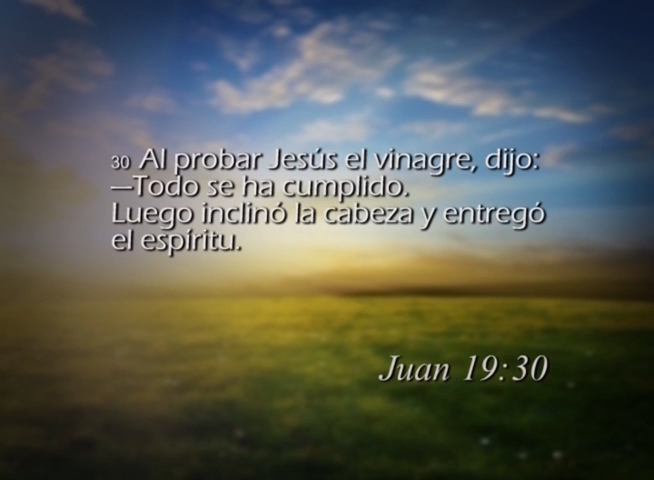 30 Al probar Jesús el vinagre, dijo:
—Todo se ha cumplido.
Luego inclinó la cabeza y entregó
el espíritu.
Juan 19:30